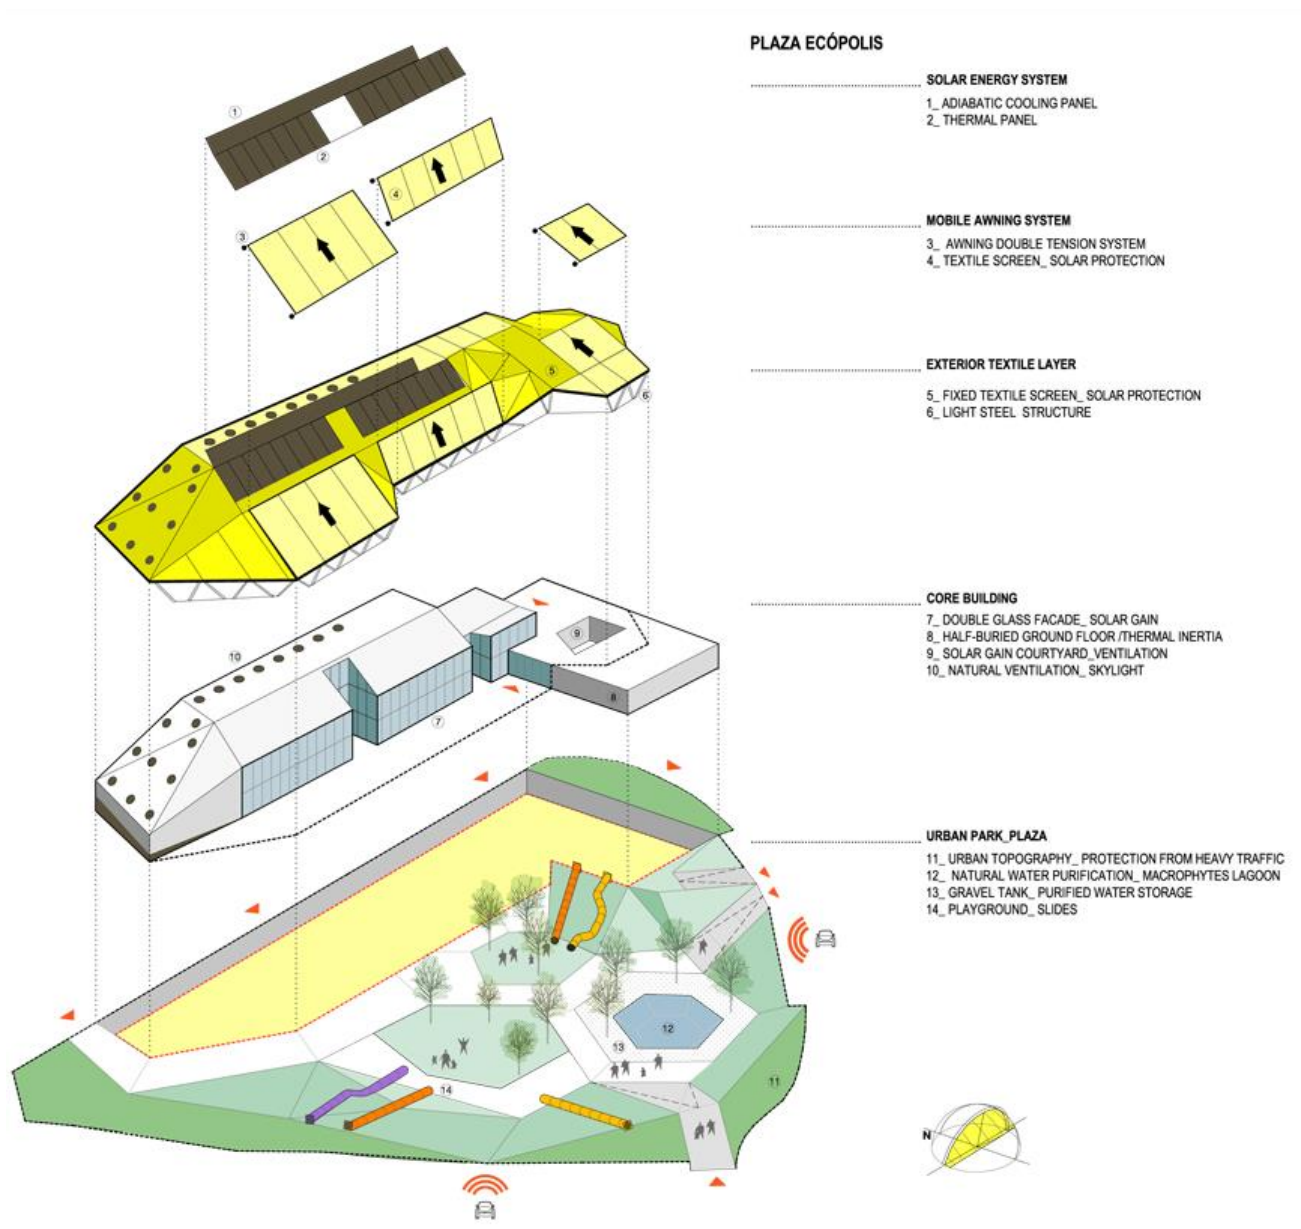 PLAZA ECÓPOLIS
SOLAR ENERGY SYSTEM
1_ ADIABATIC COOLING PANEL
2_ THERMAL PANEL
MOBILE AWNING SYSTEM
3_ AWNING DOUBLE TENSION SYSTEM
4_ TEXTILE SCREEN_ SOLAR PROTECTION
EXTERIOR TEXTILE LAYER
5_ FIXED TEXTILE SCREEN_ SOLAR PROTECTION
6_ LIGHT STEEL STRUCTURE
CORE BUILDING
7_ DOUBLE GLASS FACADE_ SOLAR GAIN
8_ HALF-BURIED GROUND FLOOR /THERMAL INERTIA
9_ SOLAR GAIN COURTYARD_VENTILATION
10_ NATURAL VENTILATION_ SKYLIGHT
URBAN PARK_PLAZA
11_ URBAN TOPOGRAPHY_ PROTECTION FROM HEAVY TRAFFIC
12_ NATURAL WATER PURIFICATION_ MACROPHYTES LAGOON
13_ GRAVEL TANK_ PURIFIED WATER STORAGE
14_ PLAYGROUND_ SLIDES
1
2
4
3
5
6
9
10
8
7
12
13
11
14
N